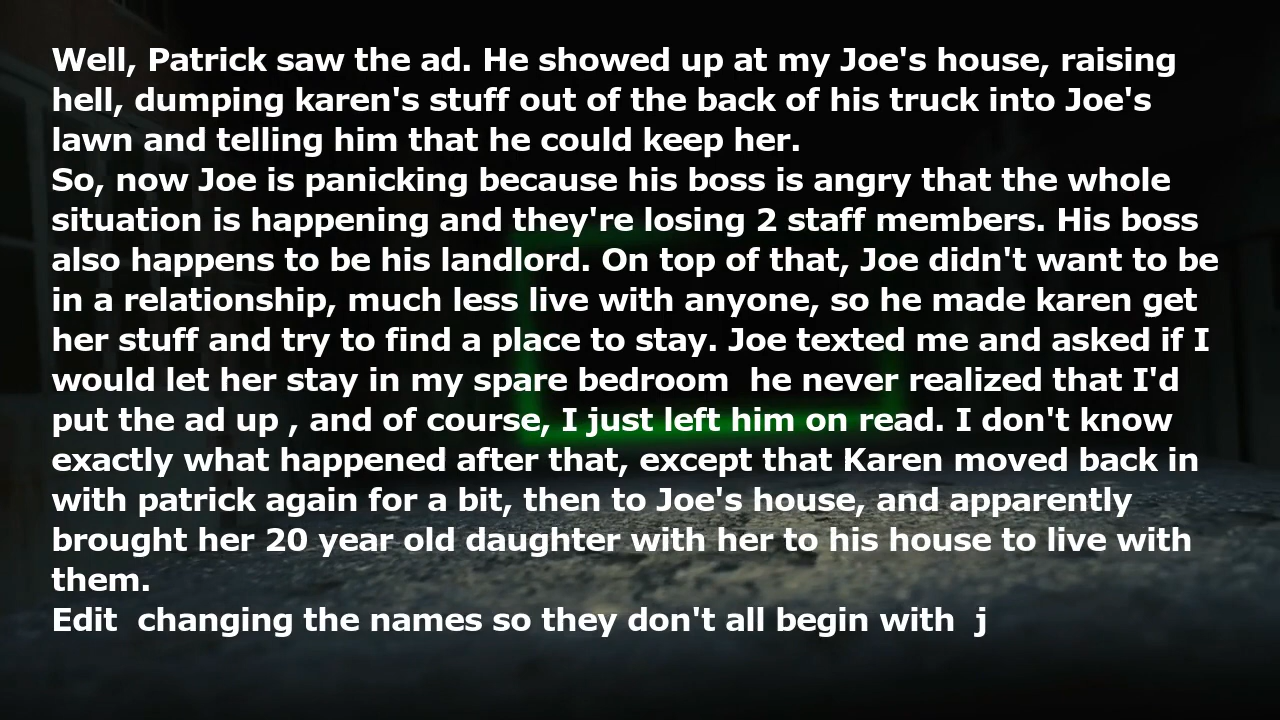 Well, Patrick saw the ad. He showed up at my Joe's house, raising
hell, dumping karen's stuff out of the back of his truck into Joe's
lawn and telling him that he could keep her.
So, now Joe is panicking because his boss is angry that the whole
situation is happening and they're losing 2 staff members. His boss
also happens to be his landlord. On top of that, Joe didn't want to be
in a relationship, much less live with anyone, so he made karen get
her stuff and try to find a place to stay. Joe texted me and asked if I
would let her stay in my spare bedroom  he never realized that I'd
put the ad up , and of course, I just left him on read. I don't know
exactly what happened after that, except that Karen moved back in
with patrick again for a bit, then to Joe's house, and apparently
brought her 20 year old daughter with her to his house to live with
them.
Edit  changing the names so they don't all begin with  j